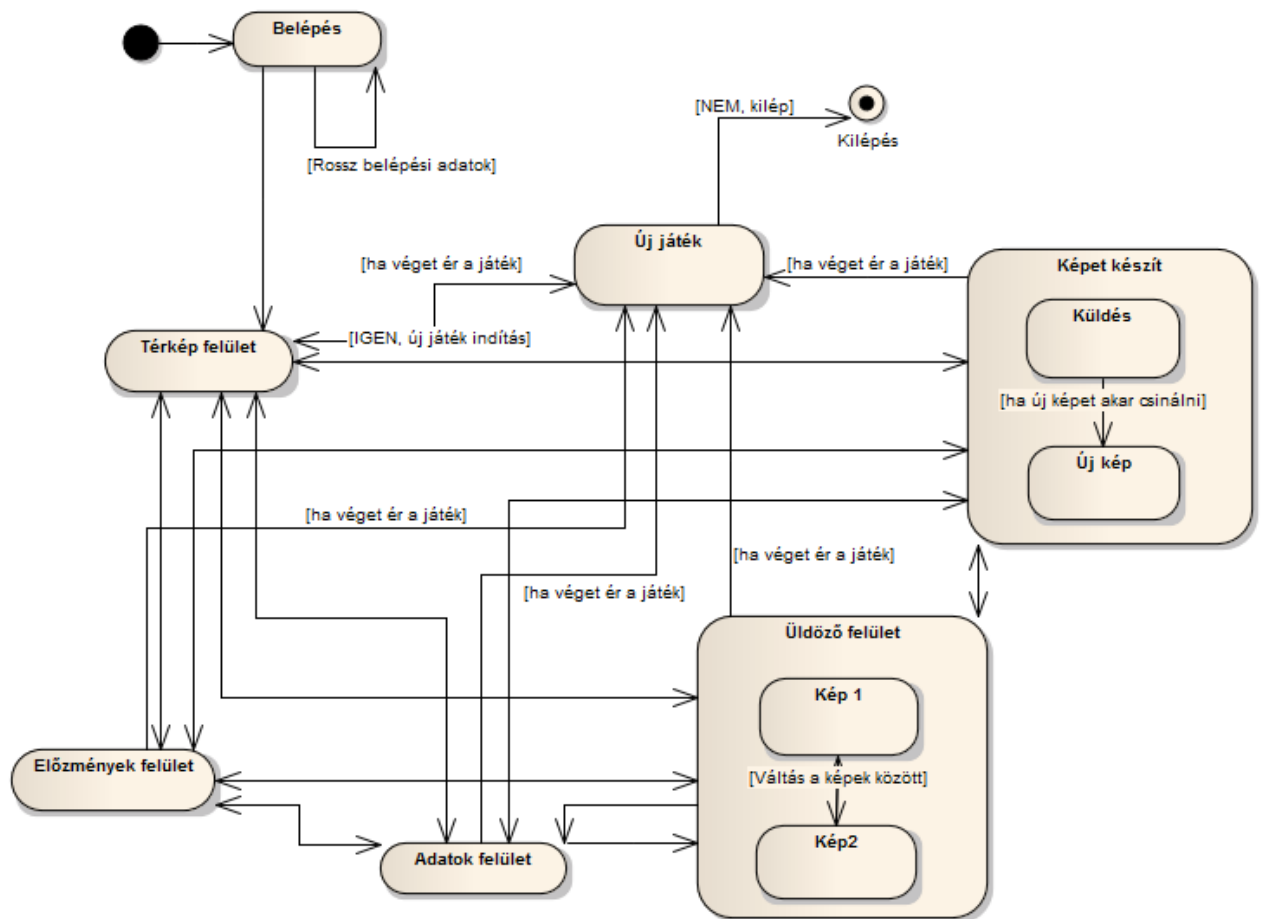 Belépés
[NEM, kilép]
Kilépés
[Rossz belépési adatok]
Új játék
[ha véget ér a játék]
[ha véget ér a játék]
Képet készít
Küldés
[IGEN, új játék indítás]
Térkép felület
[ha új képet akar csinálni]
Új kép
[ha véget ér a játék]
[ha véget ér a játék]
[ha véget ér a játék]
Üldöző felület
Kép 1
Előzmények felület
[Váltás a képek között]
Kép2
Adatok felület